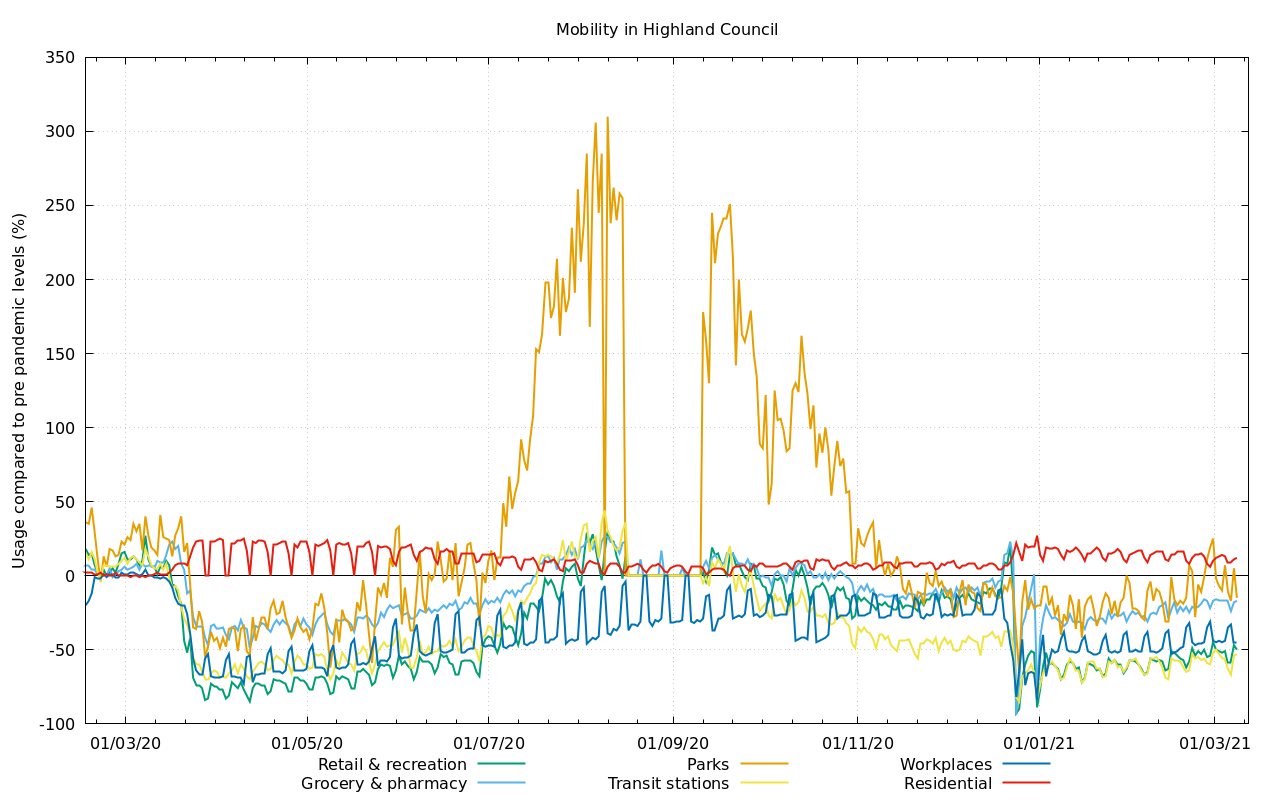 Mobility in Highland Council
Usage compared to pre pandemic levels (%)
350
300
250
200
150
100
50
0
-50
-100
01/03/20 01/05/20 01/07/20 01/09/20 01/11/20 01/01/21 01/03/21
Retail & recreation Parks Workplaces
Grocery & pharmacy Transit stations Residential